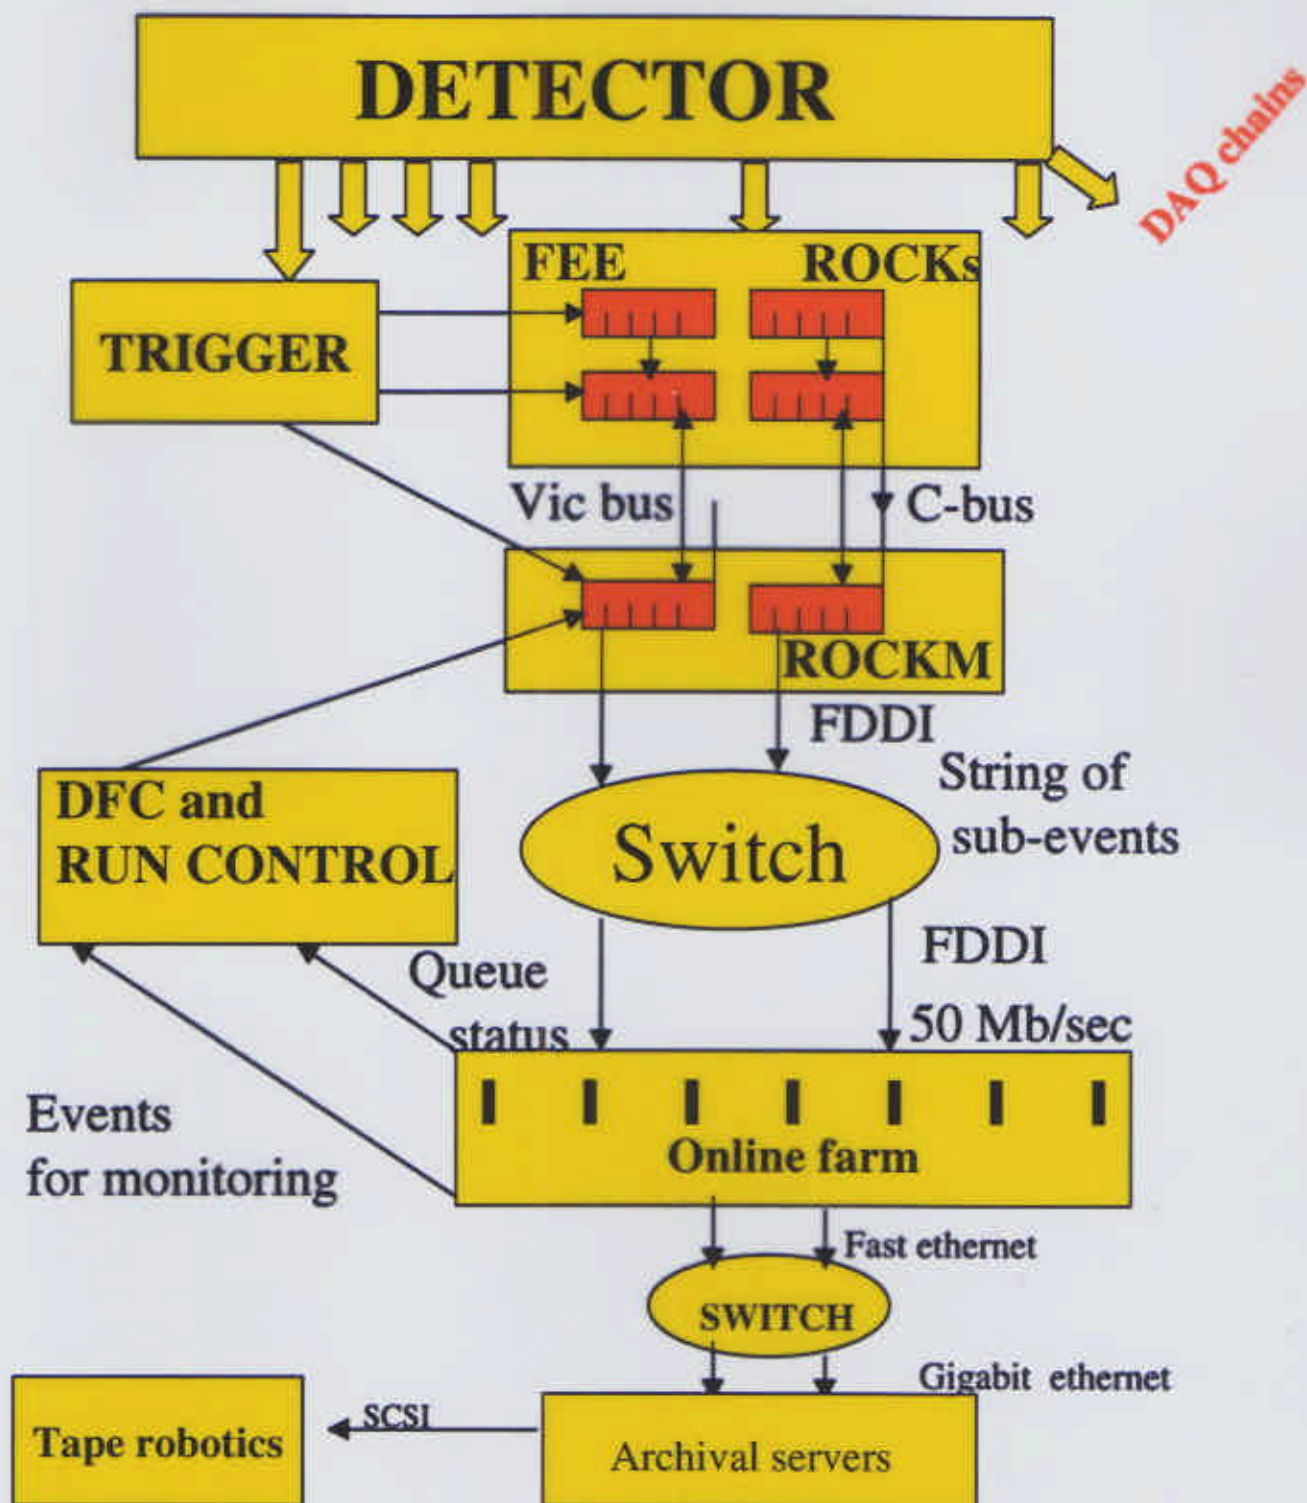 DETECTOR
DAQ chains
FEE
ROCKs
TRIGGER
Vic bus
C-bus
ROCKM
FDDI
DFC and
RUN CONTROL
String of
sub-events
Switch
Queue
status
FDDI
50 Mb/sec
Events
for monitoring
Online farm
Fast ethernet
SWITCH
Gigabit ethernet
SCSI
Tape robotics
Archival servers